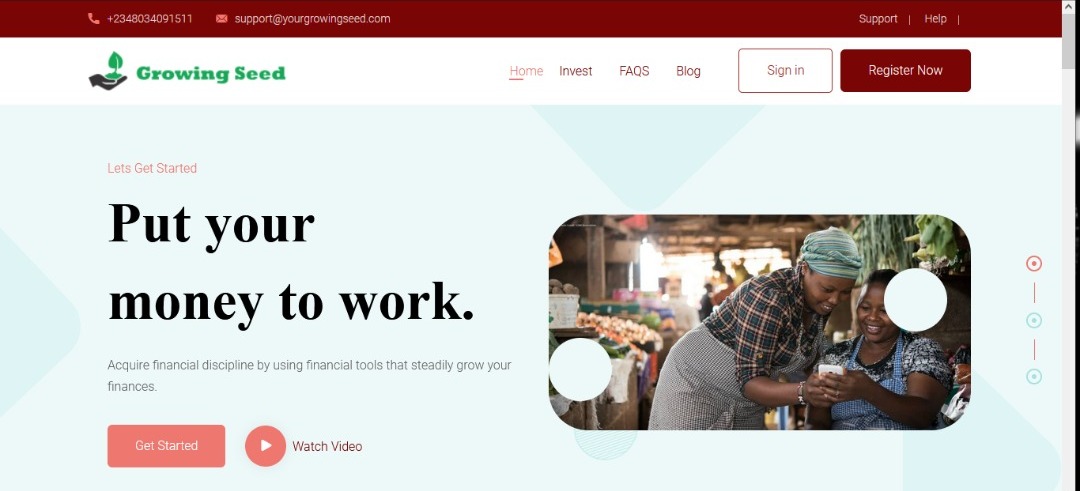 +2348034091511 support@yourgrowingseed.com Support | Help |
Growing Seed Home Invest FAQS Blog Sign in Register Now
Lets Get Started
Put your
money to work.
Acquire financial discipline by using financial tools that steadily grow your
finances.
Get Started Watch Video